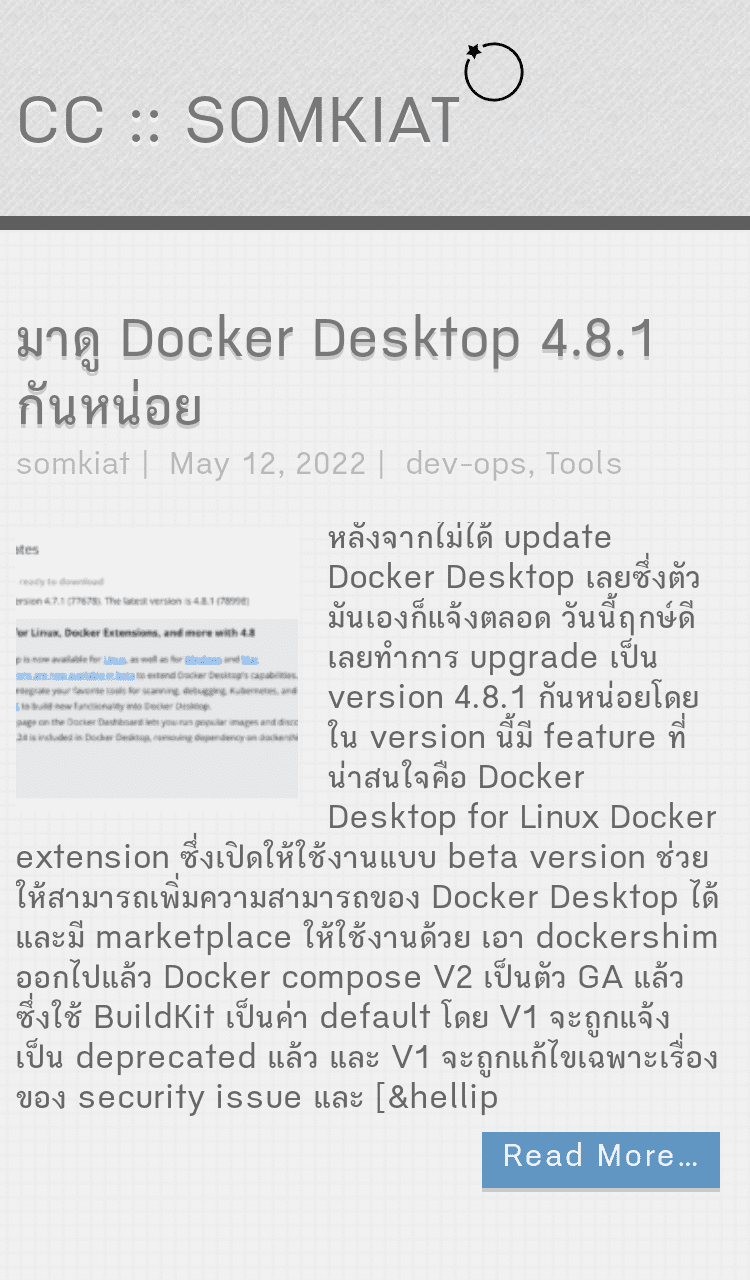 CC :: SOMKIAT
มาดู Docker Desktop 4.8.1
กันหน่อย
somkiat | May 12, 2022 | dev-ops, Tools
ates
ready to download
ersion 4.7.1 (77678). The latest version is 4.8.1 (78998)
for Linux, Docker Extensions, and more with 4.8
p is now available for Linux, as well as for Windows and Mac.
ons are now available in beta to extend Docker Desktop's capabilities.
integrate your favorite tools for scanning, debugging, Kubernetes, and
to build new functionality into Docker Desktop.
page on the Docker Dashboard lets you run popular images and disco
.24 is included in Docker Desktop, removing dependency on dockershi
หลังจากไม่ได้ update
Docker Desktop เลยซึ่งตัว
มันเองก็แจ้งตลอด วันนี้ฤกษ์ดี
เลยทำการ upgrade เป็น
version 4.8.1 กันหน่อยโดย
ใน version นี้มี feature ที่
น่าสนใจคือ Docker
Desktop for Linux Docker
extension ซึ่งเปิดให้ใช้งานแบบ beta version ช่วย
ให้สามารถเพิ่มความสามารถของ Docker Desktop ได้
และมี marketplace ให้ใช้งานด้วย เอา dockershim
ออกไปแล้ว Docker compose V2 เป็นตัว GA แล้ว
ซึ่งใช้ BuildKit เป็นค่า default โดย V1 จะถูกแจ้ง
เป็น deprecated แล้ว และ V1 จะถูกแก้ไขเฉพาะเรื่อง
ของ security issue และ [&hellip
Read More…